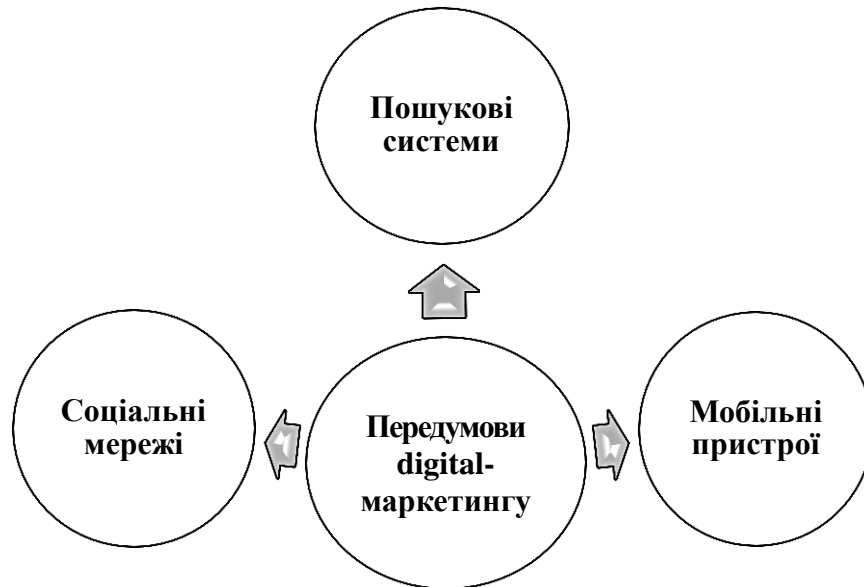 Пошукові
системи
Соціальні
мережі
Передумови
digital-
маркетингу
Мобільні
пристрої